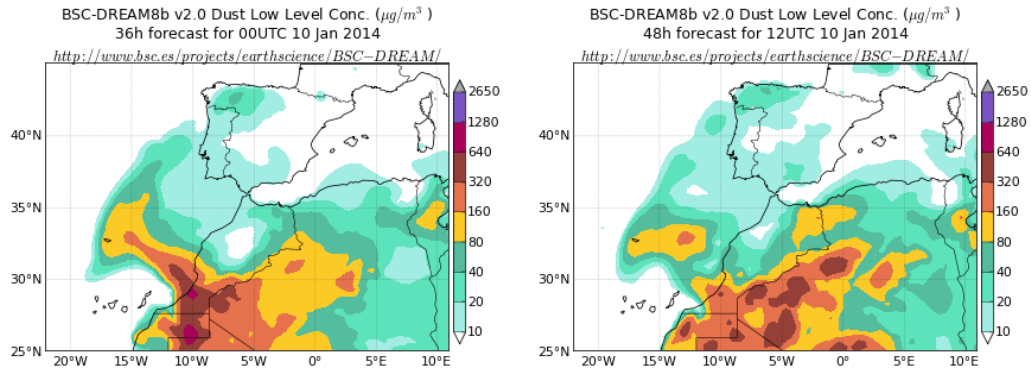 BSC-DREAM8b v2.0 Dust Low Level Conc. (μg/m³ )
36h forecast for 00UTC 10 Jan 2014
http://www.bsc.es/projects/earthscience/BSC−DREAM/
40°N
35°N
30°N
25°N
20°W
15°W
10°W
5°W
0°
5°E
10°E
2650
1280
640
320
160
80
40
20
10
BSC-DREAM8b v2.0 Dust Low Level Conc. (μg/m³ )
48h forecast for 12UTC 10 Jan 2014
http://www.bsc.es/projects/earthscience/BSC−DREAM/
40°N
35°N
30°N
25°N
20°W
15°W
10°W
5°W
0°
5°E
10°E
2650
1280
640
320
160
80
40
20
10